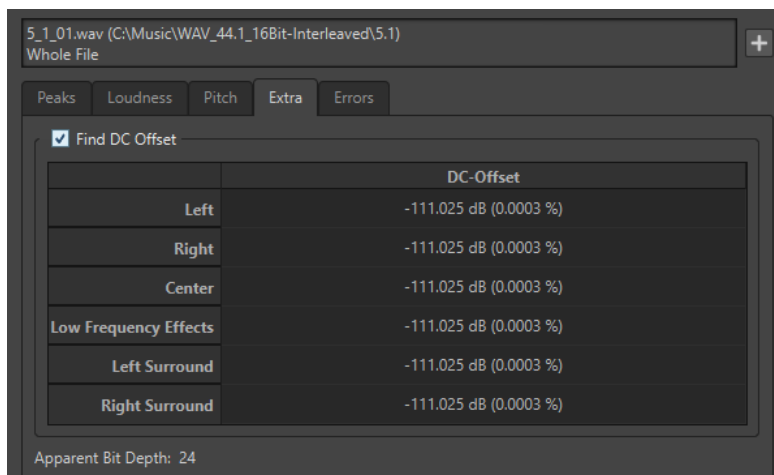 5_1_01.wav (C:\Music\WAV_44.1_16Bit-Interleaved\5.1)
Whole File
Peaks Loudness Pitch Extra Errors
Find DC Offset
DC-Offset
Left -111.025 dB (0.0003 %)
Right -111.025 dB (0.0003 %)
Center -111.025 dB (0.0003 %)
Low Frequency Effects -111.025 dB (0.0003 %)
Left Surround -111.025 dB (0.0003 %)
Right Surround -111.025 dB (0.0003 %)
Apparent Bit Depth: 24